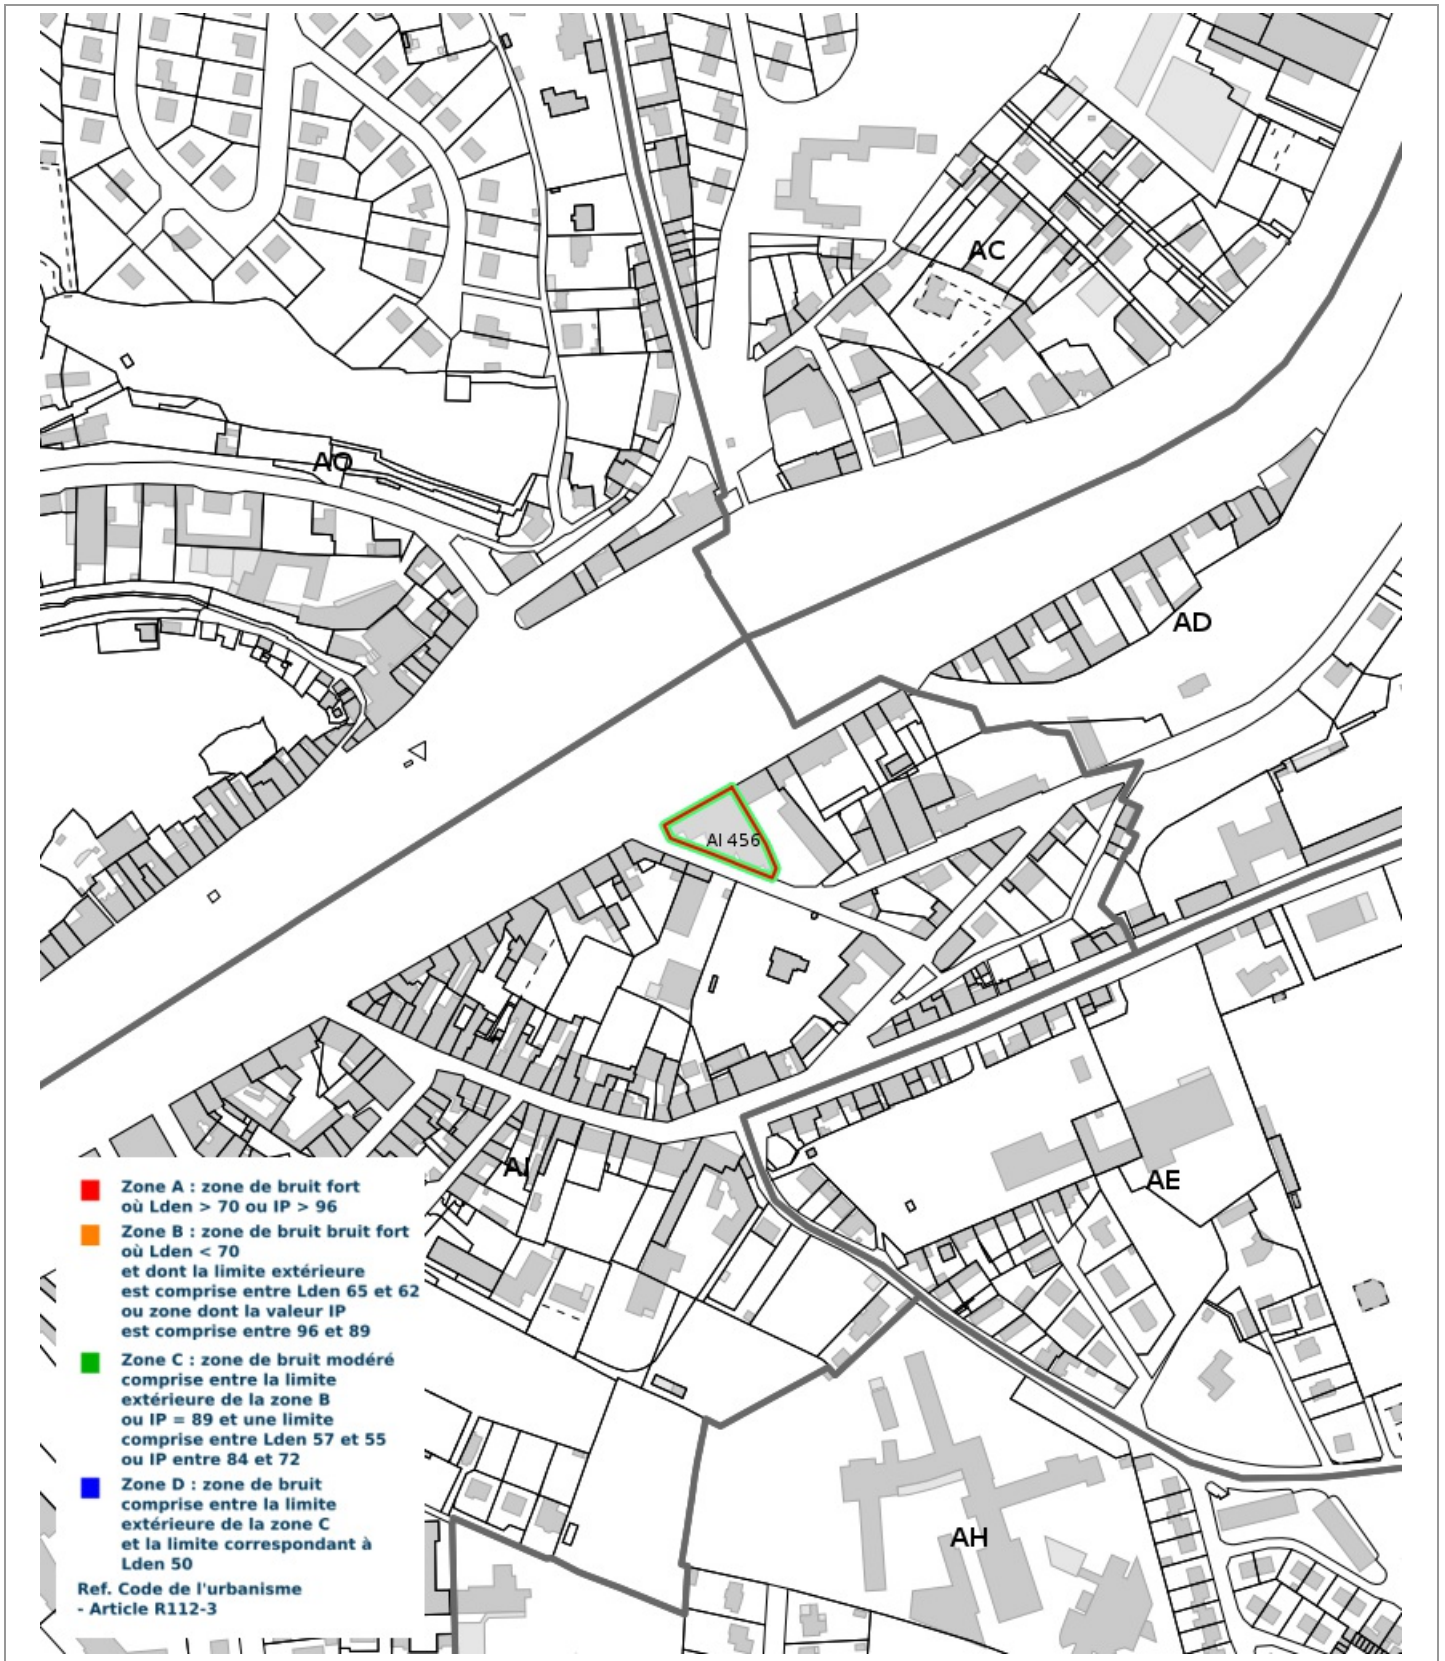 AC
AO
AD
AI 456
AI
AE
AH
Zone A : zone de bruit fort
où Lden > 70 ou IP > 96
Zone B : zone de bruit bruit fort
où Lden < 70
et dont la limite extérieure
est comprise entre Lden 65 et 62
ou zone dont la valeur IP
est comprise entre 96 et 89
Zone C : zone de bruit modéré
comprise entre la limite
extérieure de la zone B
ou IP = 89 et une limite
comprise entre Lden 57 et 55
ou IP entre 84 et 72
Zone D : zone de bruit
comprise entre la limite
extérieure de la zone C
et la limite correspondant à
Lden 50
Ref. Code de l'urbanisme
- Article R112-3